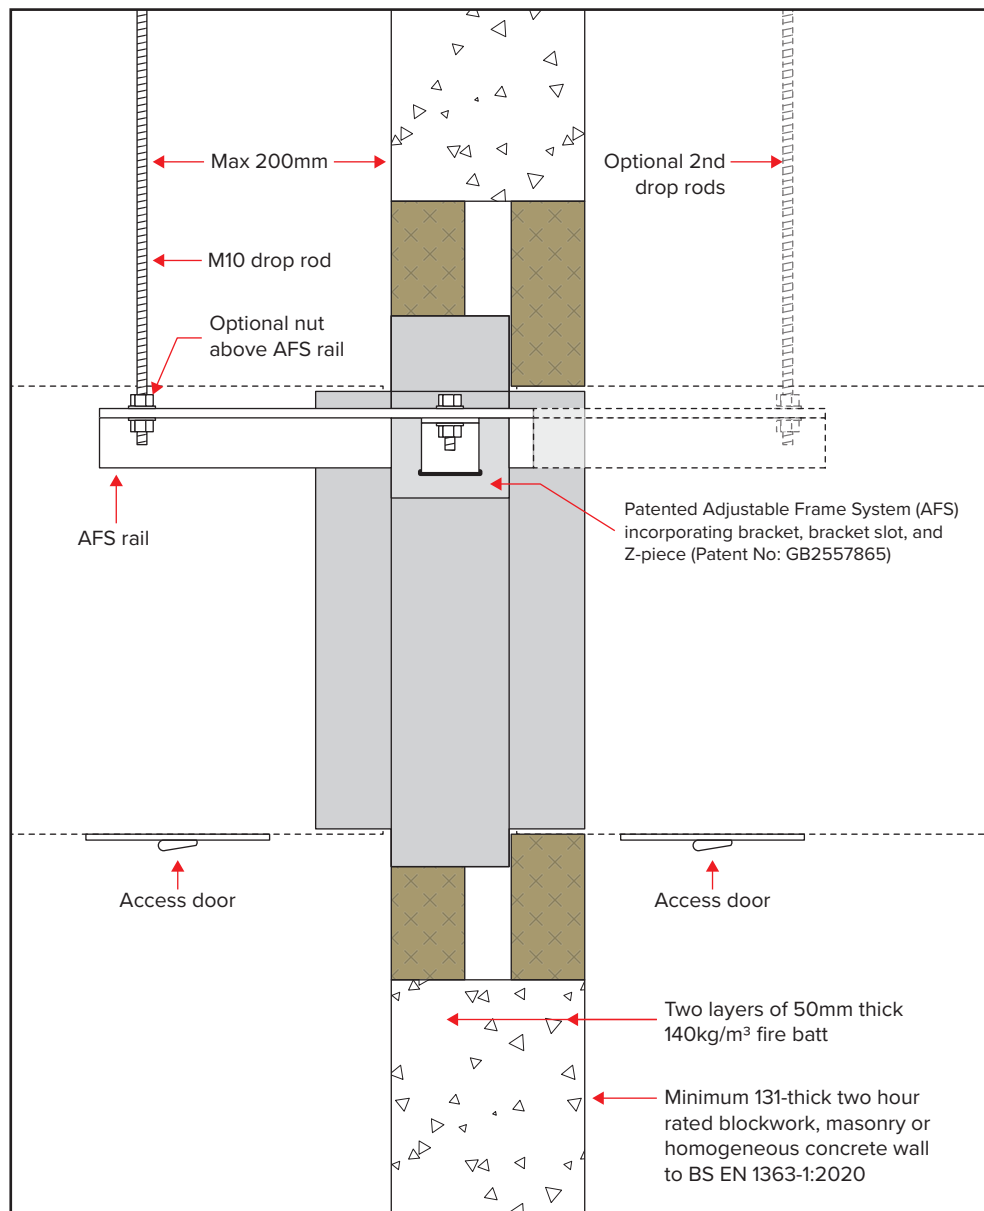 Max 200mm
Optional 2nd
drop rods
M10 drop rod
Optional nut
above AFS rail
AFS rail
Patented Adjustable Frame System (AFS)
incorporating bracket, bracket slot, and
Z-piece (Patent No: GB2557865)
Access door
Access door
Two layers of 50mm thick
140kg/m³ fire batt
Minimum 131-thick two hour
rated blockwork, masonry or
homogeneous concrete wall
to BS EN 1363-1:2020